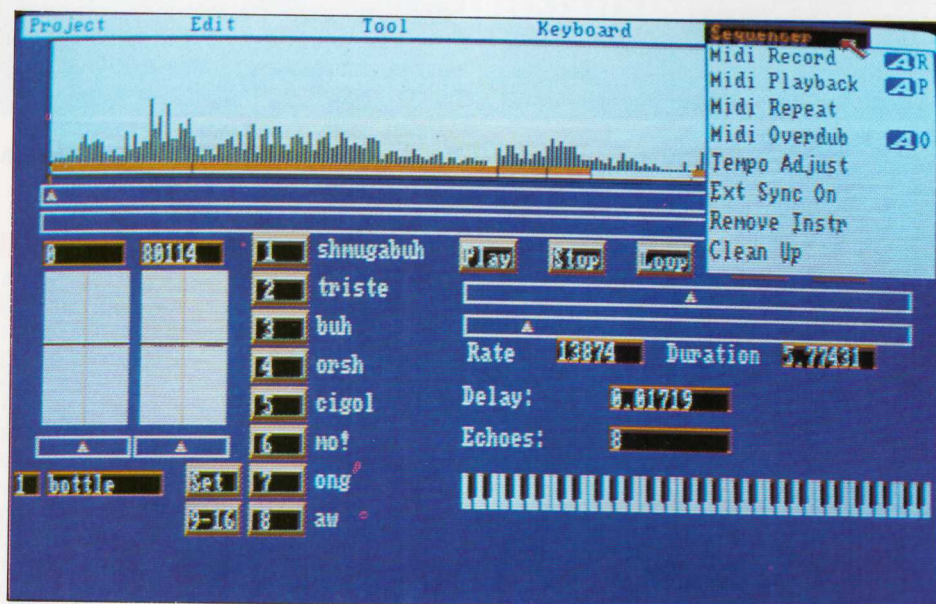 Project Edit Tool Keyboard Sequencer
Midi Record A R
Midi Playback A P
Midi Repeat
Midi Overdub A O
Tempo Adjust
Ext Sync On
Remove Instr
Clean Up
0 80114
1 shmugabuh
2 triste
3 buh
4 orsh
5 cigol
6 mo!
7 ong
8 aw
1 bottle
Set
9-16
Play Stop Loop
Rate 13874 Duration 5.77431
Delay: 0.01719
Echoes: 8